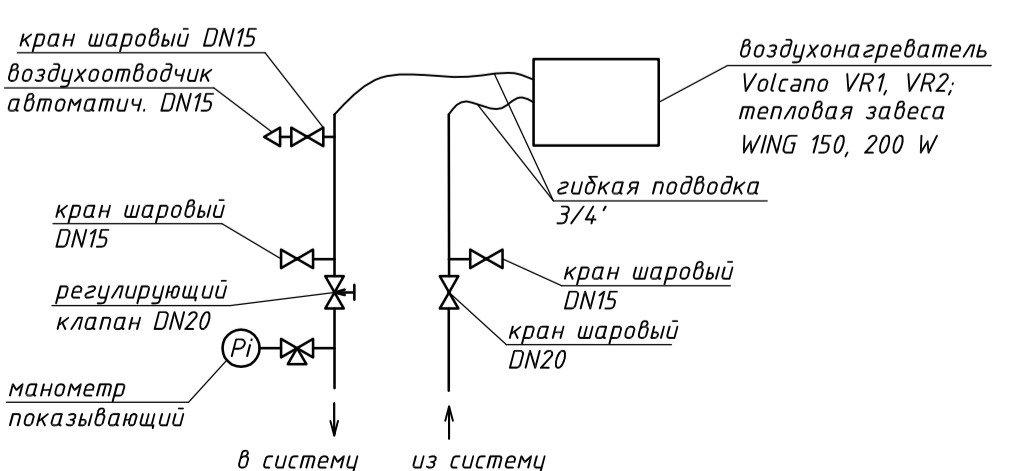 кран шаровый DN15
воздухоотводчик
автоматич. DN15
воздухонагреватель
Volcano VR1, VR2;
тепловая завеса
WING 150, 200 W
гибкая подводка
3/4'
кран шаровый
DN15
кран шаровый
DN15
регулирующий
клапан DN20
кран шаровый
DN20
Pi
манометр
показывающий
в систему
из систему